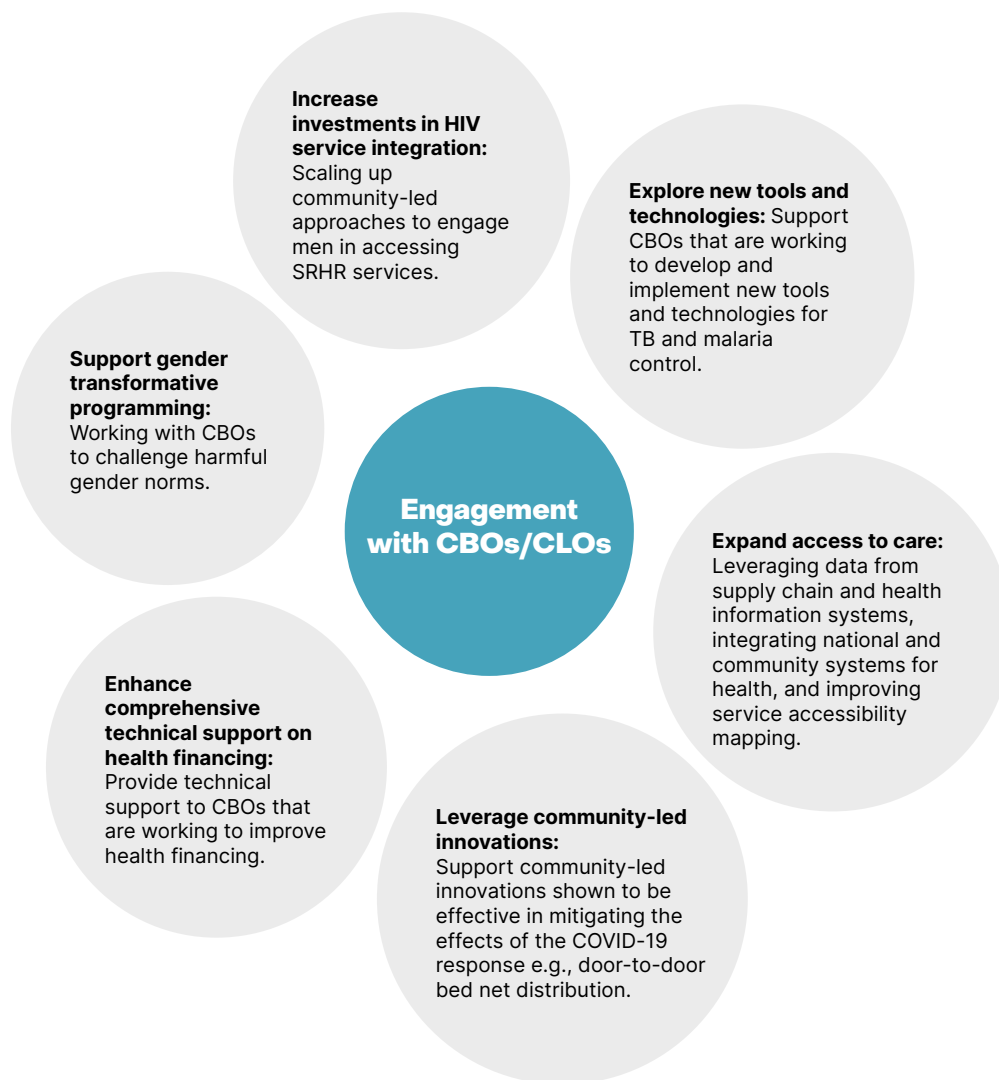 Increase
investments in HIV
service integration:
Scaling up
community-led
approaches to engage
men in accessing
SRHR services.
Explore new tools and
technologies: Support
CBOs that are working
to develop and
implement new tools
and technologies for
TB and malaria
control.
Support gender
transformative
programming:
Working with CBOs
to challenge harmful
gender norms.
Engagement
with CBOs/CLOs
Expand access to care:
Leveraging data from
supply chain and health
information systems,
integrating national and
community systems for
health, and improving
service accessibility
mapping.
Enhance
comprehensive
technical support on
health financing:
Provide technical
support to CBOs that
are working to improve
health financing.
Leverage community-led
innovations:
Support community-led
innovations shown to be
effective in mitigating the
effects of the COVID-19
response e.g., door-to-door
bed net distribution.